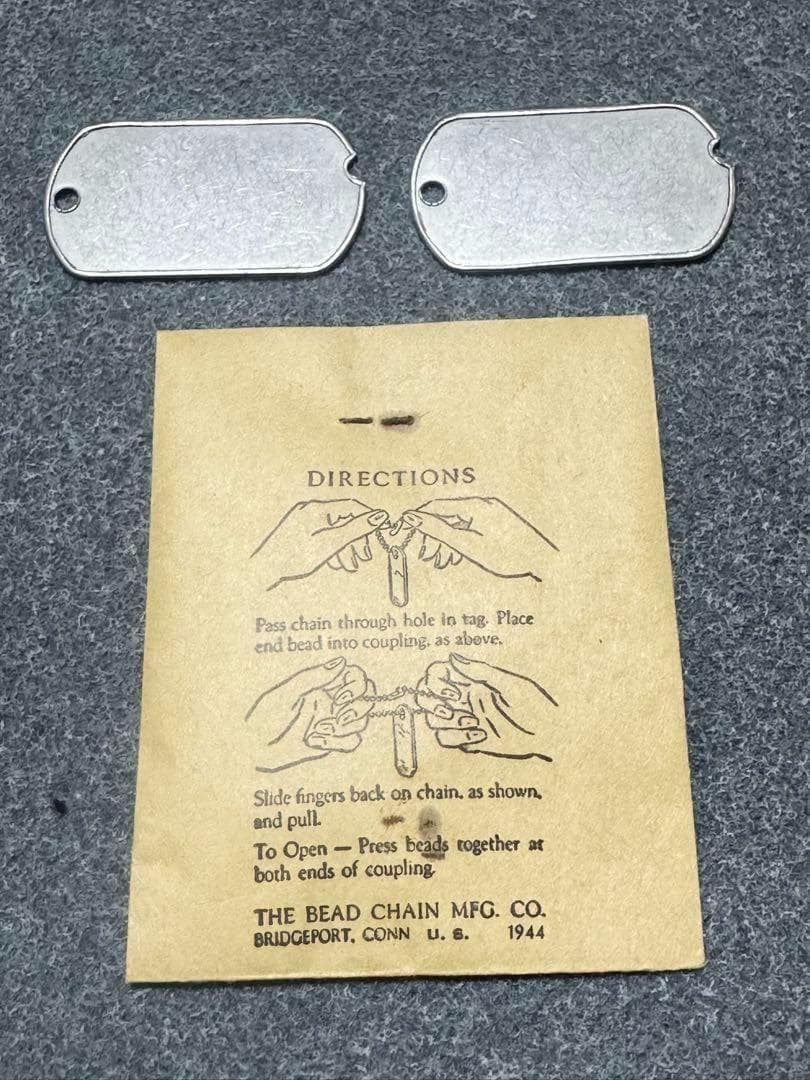 DIRECTIONS
Pass chain through hole in tag. Place
end bead into coupling, as above.
Slide fingers back on chain, as shown,
and pull.
To Open — Press beads together at
both ends of coupling.
THE BEAD CHAIN MFG. CO.
BRIDGEPORT, CONN U. S. 1944